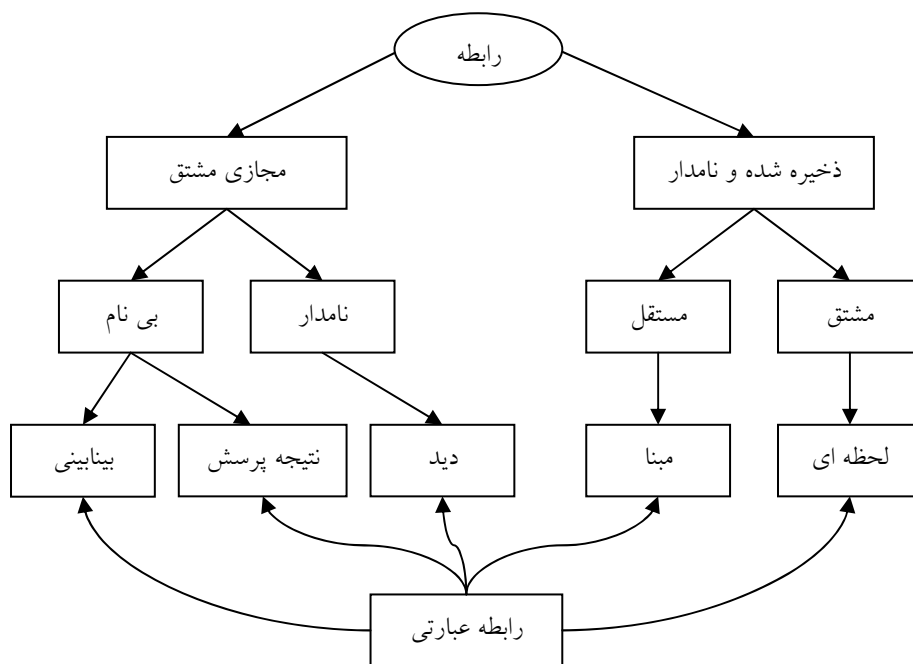 رابطه
ذخیره شده و نامدار
مجازی مشتق
مشتق
مستقل
نامدار
بی نام
لحظه ای
مبنا
دید
نتیجه پرسش
بینابینی
رابطه عبارتی